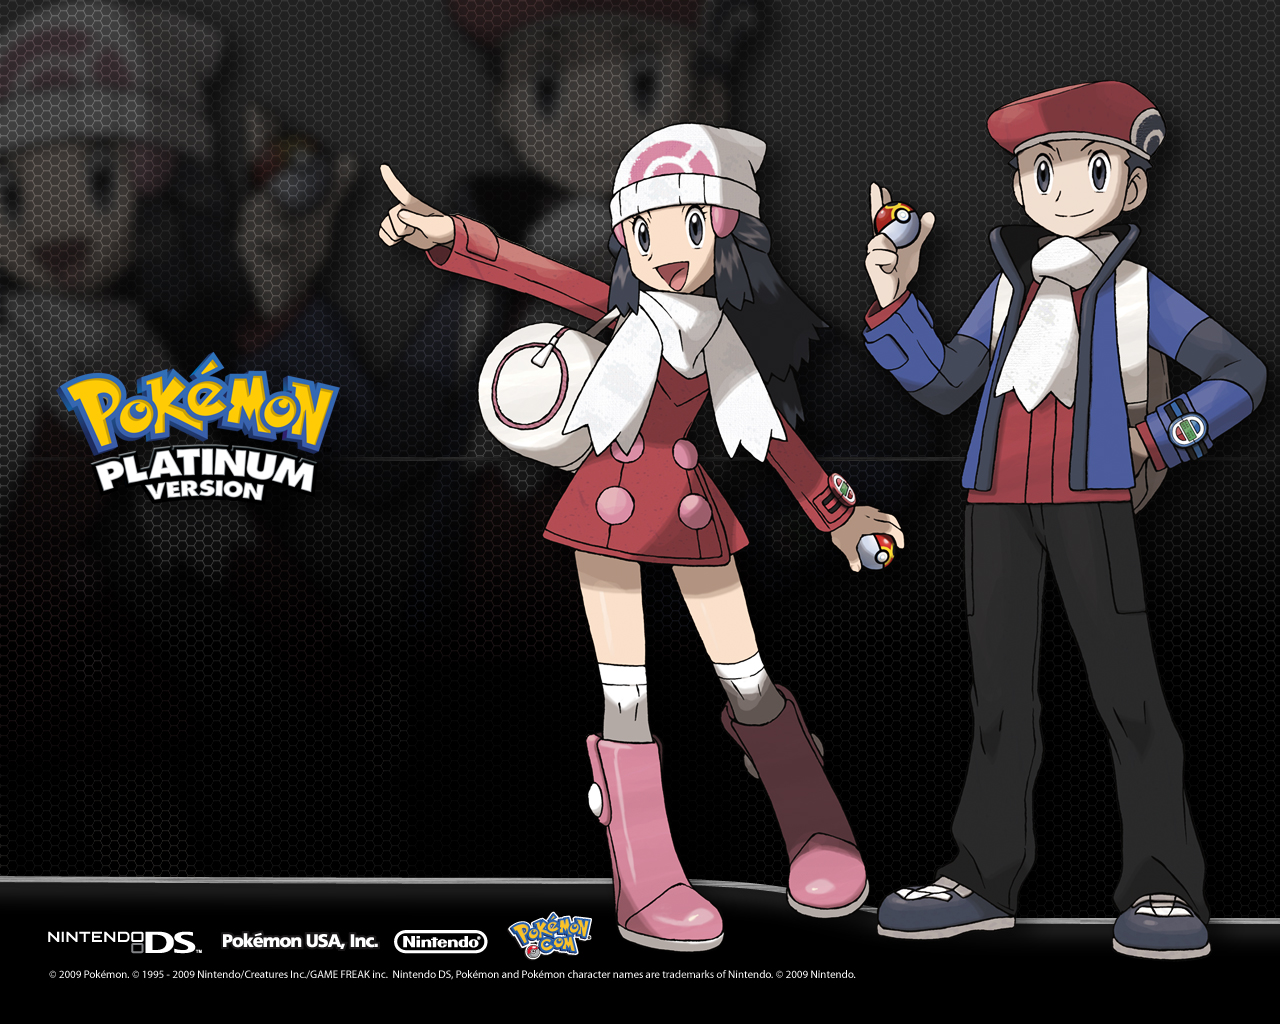 POKéMON
PLATINUM
VERSION
NINTENDO DS™
Pokémon USA, Inc.
Nintendo®
POKéMON
.COM
© 2009 Pokémon. © 1995 - 2009 Nintendo/Creatures Inc./GAME FREAK inc. Nintendo DS, Pokémon and Pokémon character names are trademarks of Nintendo. © 2009 Nintendo.